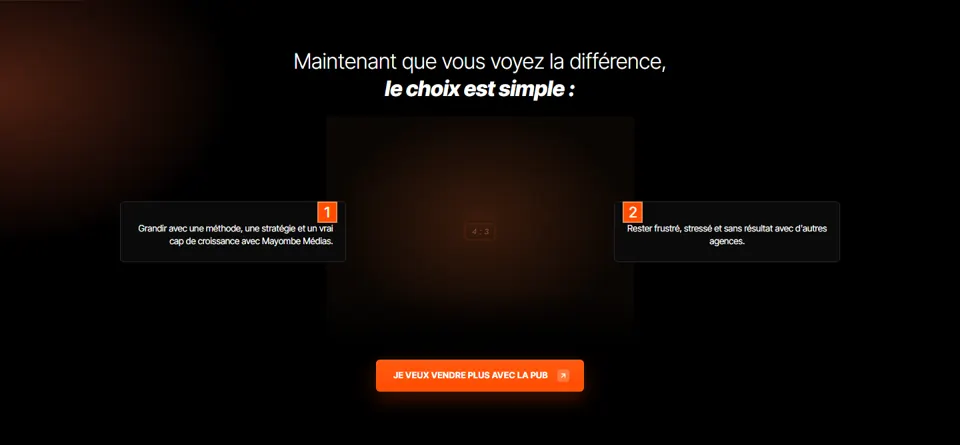 Maintenant que vous voyez la différence,
le choix est simple :
1
Grandir avec une méthode, une stratégie et un vrai
cap de croissance avec Mayombe Médias.
4 : 3
2
Rester frustré, stressé et sans résultat avec d'autres
agences.
JE VEUX VENDRE PLUS AVEC LA PUB